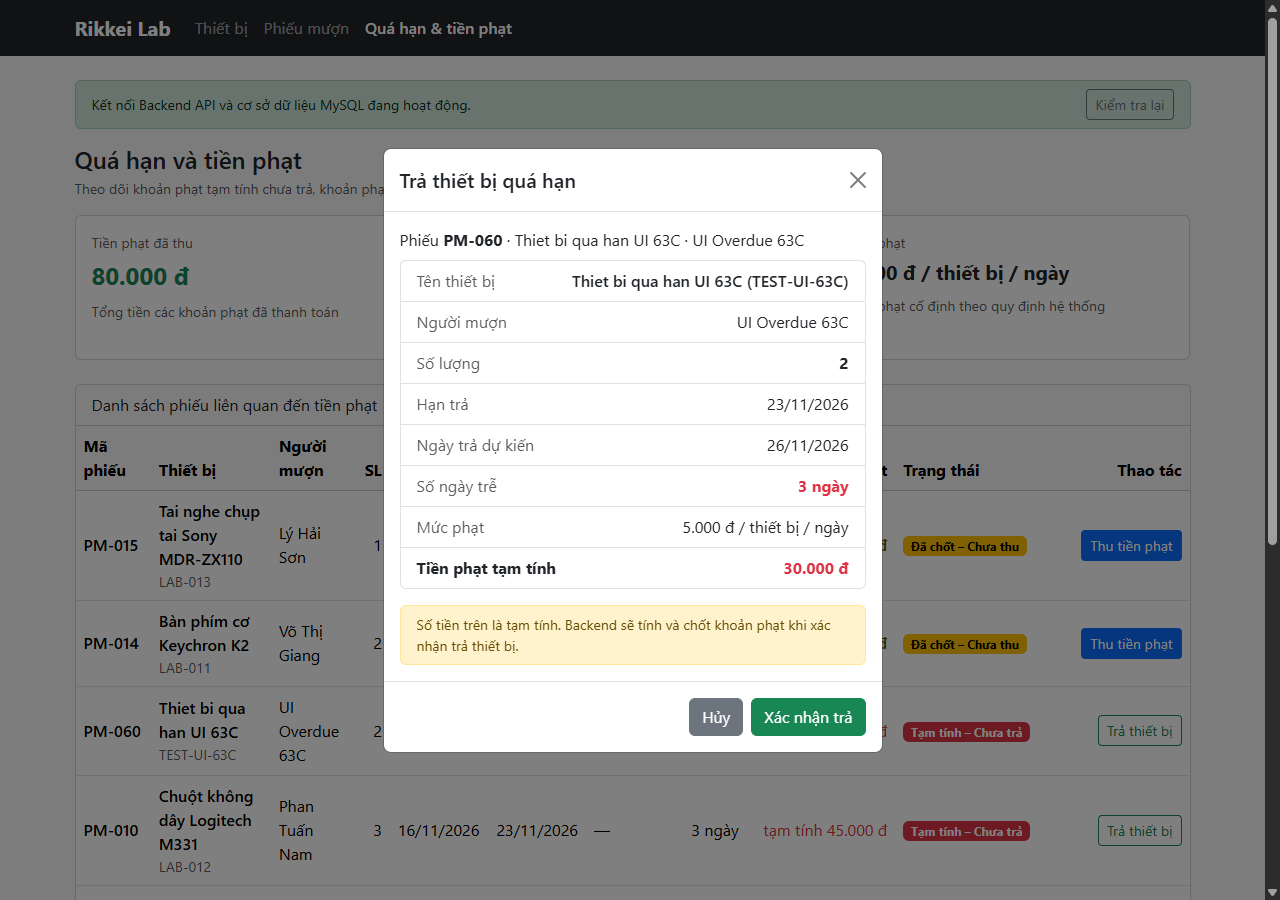 Rikkei Lab Thiết bị Phiếu mượn Quá hạn & tiền phạt
Kết nối Backend API và cơ sở dữ liệu MySQL đang hoạt động. Kiểm tra lại
Quá hạn và tiền phạt
Theo dõi khoản phạt tạm tính chưa trả, khoản
Tiền phạt đã thu
80.000 đ
Tổng tiền các khoản phạt đã thanh toán
phạt
đ / thiết bị / ngày
phạt cố định theo quy định hệ thống
Trả thiết bị quá hạn
Phiếu PM-060 · Thiet bi qua han UI 63C · UI Overdue 63C
Tên thiết bị Thiet bi qua han UI 63C (TEST-UI-63C)
Người mượn UI Overdue 63C
Số lượng 2
Hạn trả 23/11/2026
Ngày trả dự kiến 26/11/2026
Số ngày trễ 3 ngày
Mức phạt 5.000 đ / thiết bị / ngày
Tiền phạt tạm tính 30.000 đ
Số tiền trên là tạm tính. Backend sẽ tính và chốt khoản phạt khi xác
nhận trả thiết bị.
Hủy Xác nhận trả
Danh sách phiếu liên quan đến tiền phạt
Mã
phiếu
Thiết bị
Người
mượn
SL
Trạng thái
Thao tác
PM-015
Tai nghe chụp
tai Sony
MDR-ZX110
LAB-013
Lý Hải
Sơn
1
đ
Đã chốt – Chưa thu
Thu tiền phạt
PM-014
Bàn phím cơ
Keychron K2
LAB-011
Võ Thị
Giang
2
đ
Đã chốt – Chưa thu
Thu tiền phạt
PM-060
Thiet bi qua
han UI 63C
TEST-UI-63C
UI
Overdue
63C
2
đ
Tạm tính – Chưa trả
Trả thiết bị
PM-010
Chuột không
dây Logitech
M331
LAB-012
Phan
Tuấn
Nam
3
16/11/2026
23/11/2026
—
3 ngày
tạm tính 45.000 đ
Tạm tính – Chưa trả
Trả thiết bị